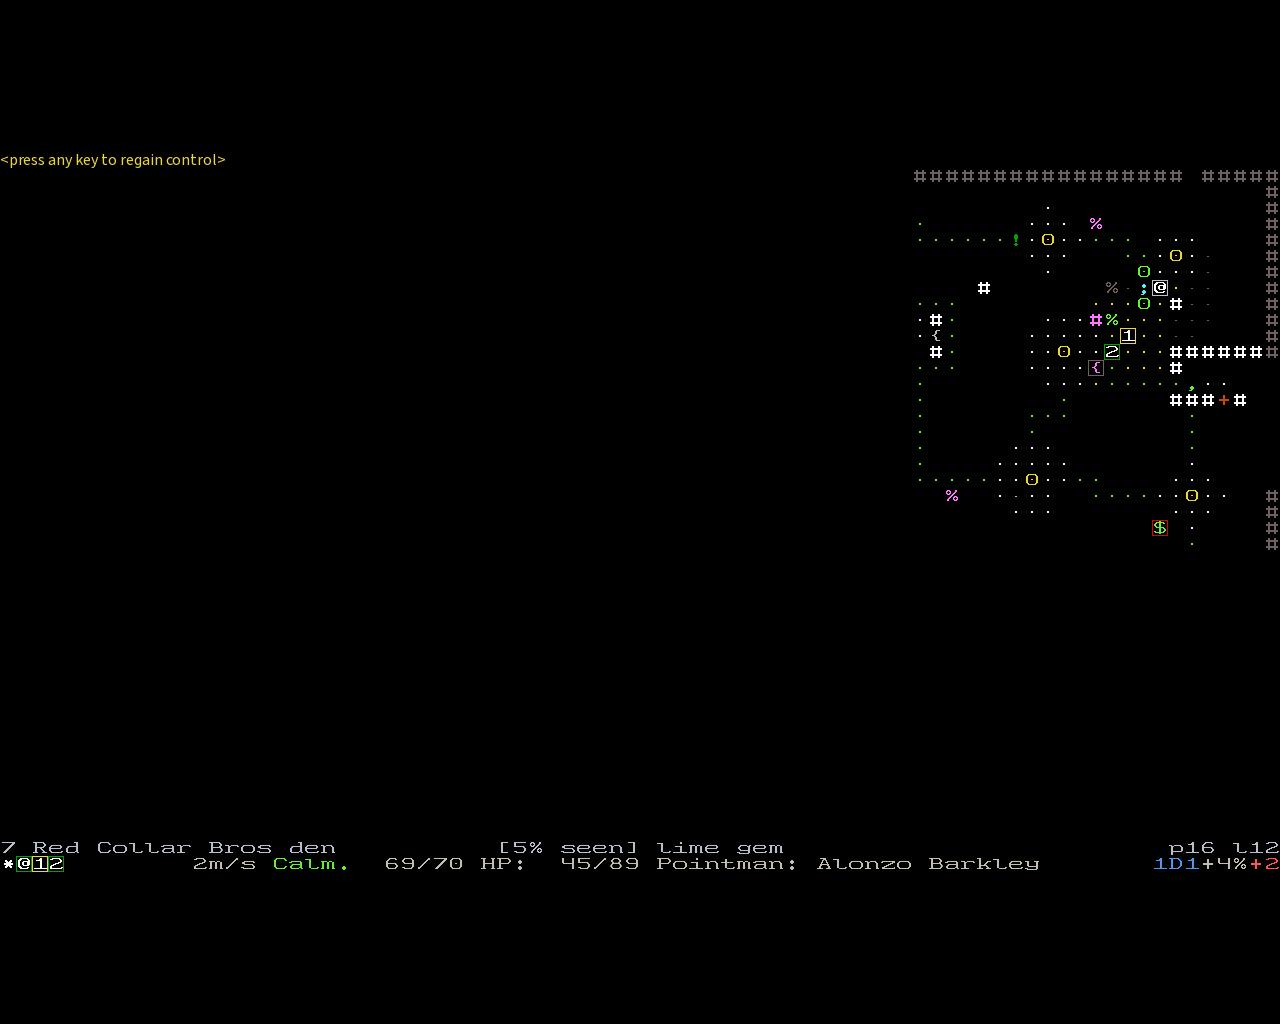 <press any key to regain control>
7 Red Collar Bros den [5% seen] lime gem p16 l12
*@12 2m/s Calm. 69/70 HP: 45/89 Pointman: Alonzo Barkley 1D1+4%+2